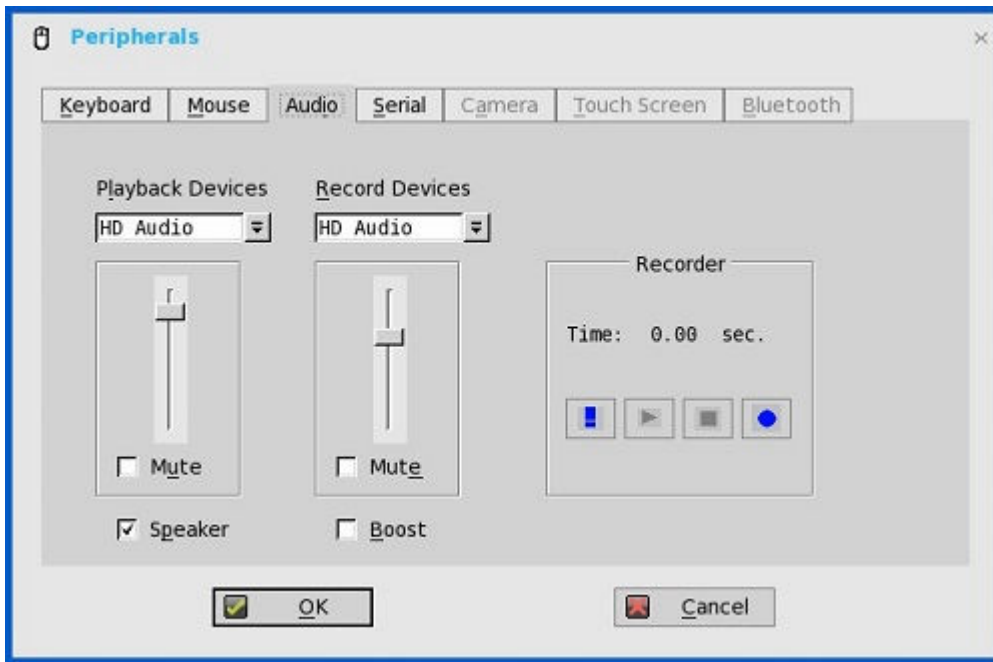 Peripherals
Keyboard Mouse Audio Serial Camera Touch Screen Bluetooth
Playback Devices Record Devices
HD Audio HD Audio
Recorder
Time: 0.00 sec.
Mute Mute
Speaker Boost
OK Cancel